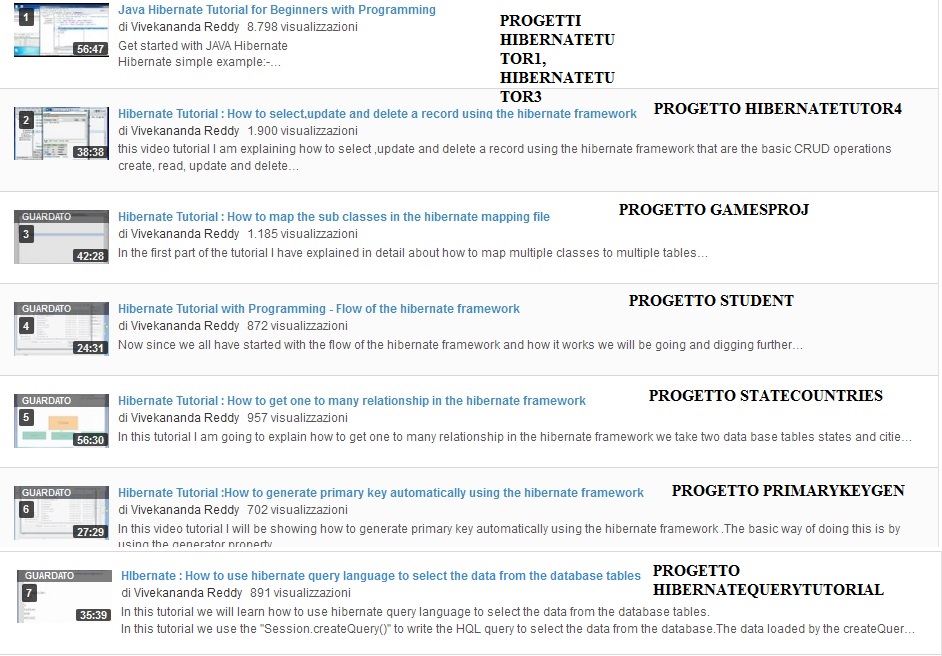 1
56:47
Java Hibernate Tutorial for Beginners with Programming
di Vivekananda Reddy 8.798 visualizzazioni
Get started with JAVA Hibernate
Hibernate simple example:-...
PROGETTI
HIBERNATETU
TOR1,
HIBERNATETU
TOR3
2
38:38
Hibernate Tutorial : How to select,update and delete a record using the hibernate framework
di Vivekananda Reddy 1.900 visualizzazioni
this video tutorial I am explaining how to select ,update and delete a record using the hibernate framework that are the basic CRUD operations
create, read, update and delete...
PROGETTO HIBERNATETUTOR4
GUARDATO
3
42:28
Hibernate Tutorial : How to map the sub classes in the hibernate mapping file
di Vivekananda Reddy 1.185 visualizzazioni
In the first part of the tutorial I have explained in detail about how to map multiple classes to multiple tables...
PROGETTO GAMESPROJ
GUARDATO
4
24:31
Hibernate Tutorial with Programming - Flow of the hibernate framework
di Vivekananda Reddy 872 visualizzazioni
Now since we all have started with the flow of the hibernate framework and how it works we will be going and digging further...
PROGETTO STUDENT
GUARDATO
5
56:30
Hibernate Tutorial : How to get one to many relationship in the hibernate framework
di Vivekananda Reddy 957 visualizzazioni
In this tutorial I am going to explain how to get one to many relationship in the hibernate framework we take two data base tables states and citie...
PROGETTO STATECOUNTRIES
GUARDATO
6
27:29
Hibernate Tutorial :How to generate primary key automatically using the hibernate framework
di Vivekananda Reddy 702 visualizzazioni
In this video tutorial I will be showing how to generate primary key automatically using the hibernate framework .The basic way of doing this is by
using the generator property
PROGETTO PRIMARYKEYGEN
GUARDATO
7
35:39
HIbernate : How to use hibernate query language to select the data from the database tables
di Vivekananda Reddy 891 visualizzazioni
In this tutorial we will learn how to use hibernate query language to select the data from the database tables.
In this tutorial we use the "Session.createQuery()" to write the HQL query to select the data from the database.The data loaded by the createQuer...
PROGETTO
HIBERNATEQUERYTUTORIAL